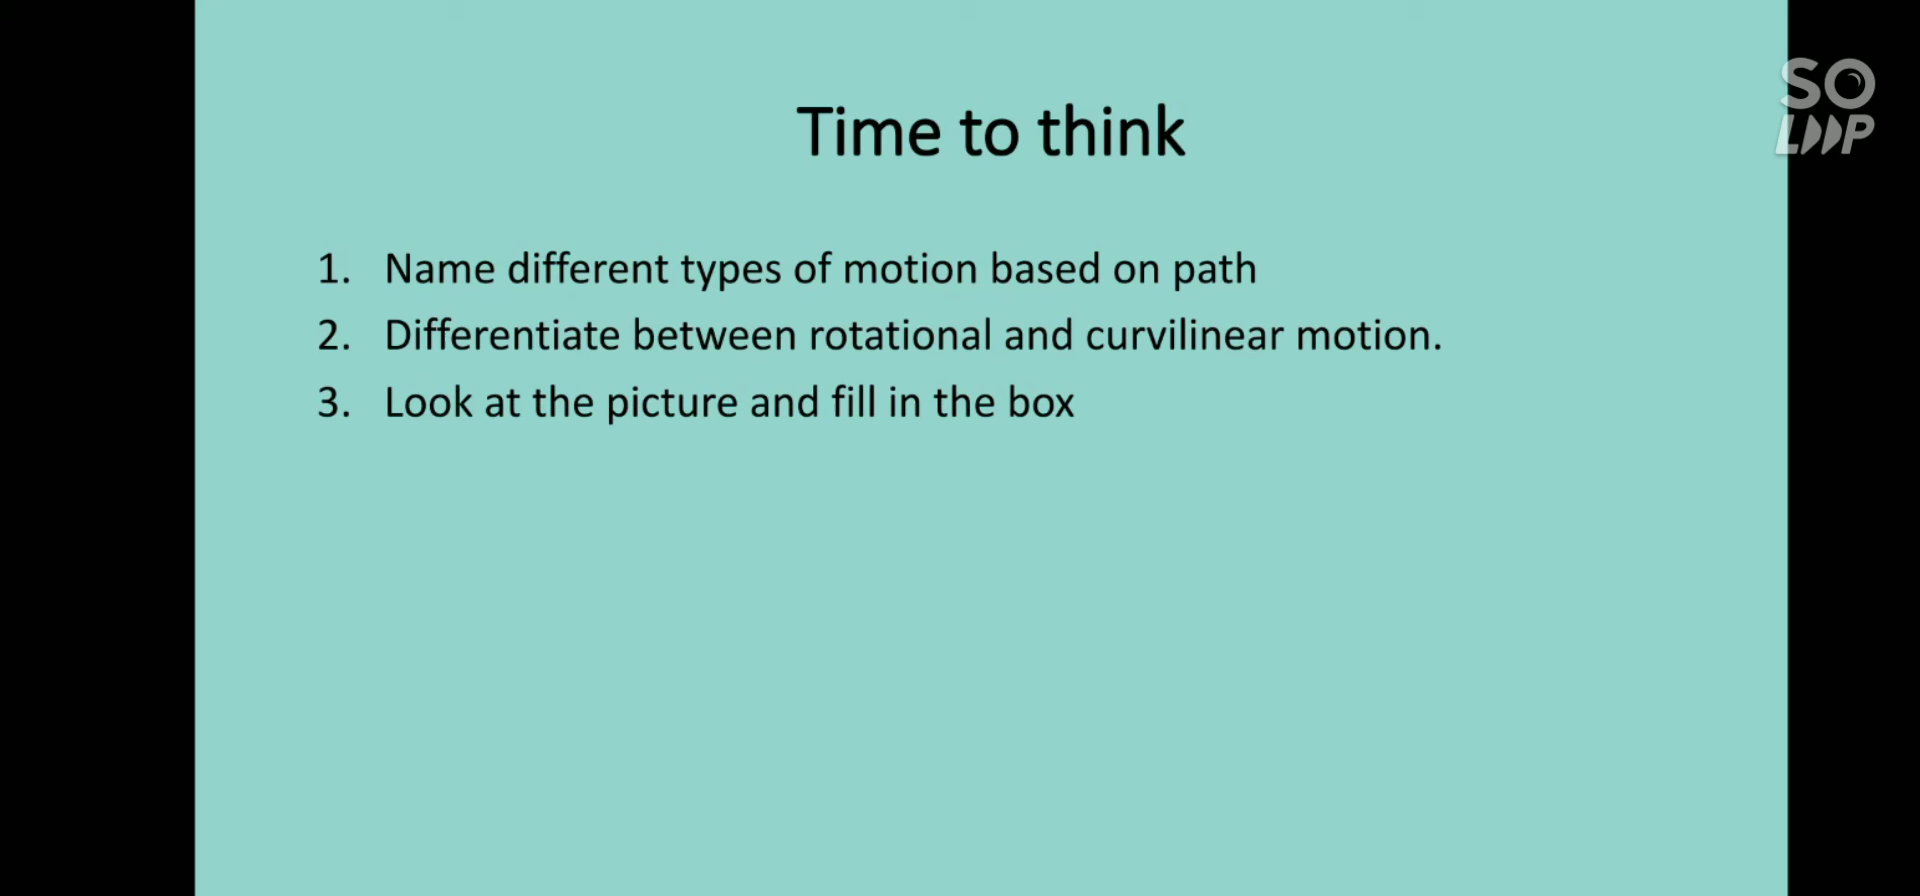 SO
LOOP
Time to think
1. Name different types of motion based on path
2. Differentiate between rotational and curvilinear motion.
3. Look at the picture and fill in the box